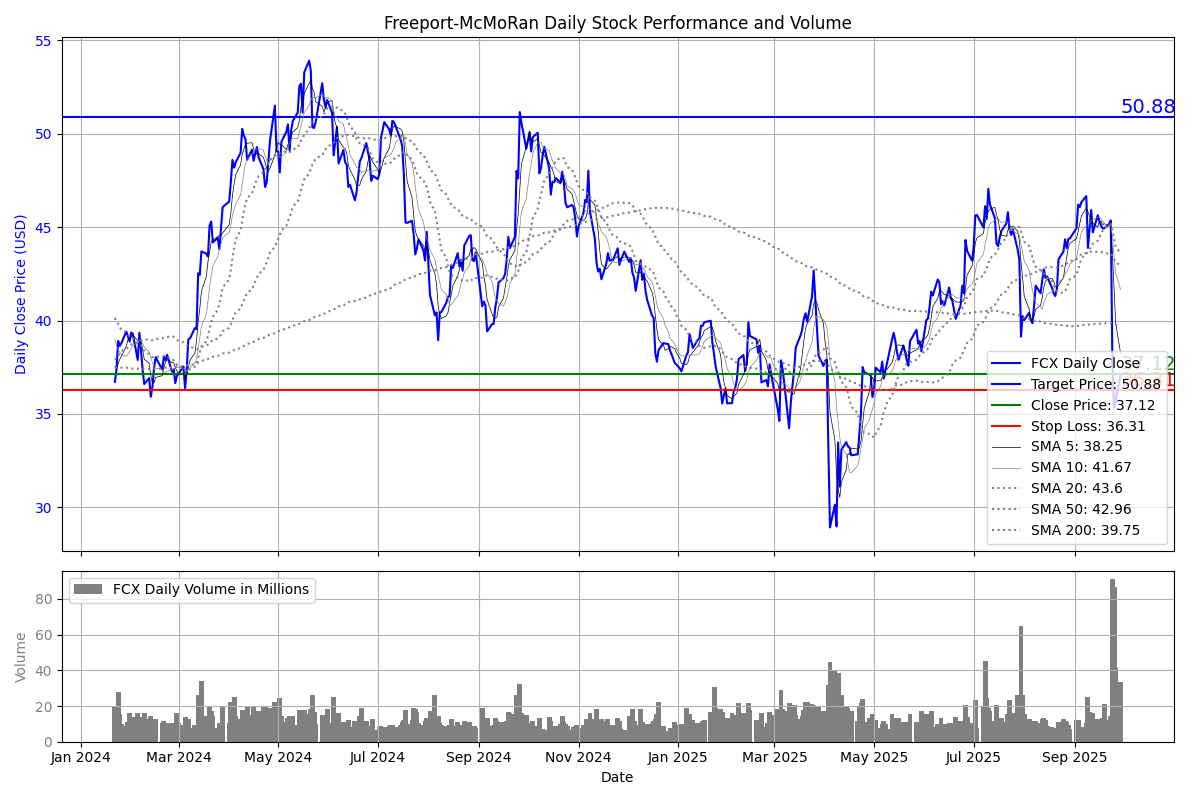 Freeport-McMoRan Daily Stock Performance and Volume
55
50
45
40
35
30
Daily Close Price (USD)
50.88
37.12
36.31
FCX Daily Close
Target Price: 50.88
Close Price: 37.12
Stop Loss: 36.31
SMA 5: 38.25
SMA 10: 41.67
SMA 20: 43.6
SMA 50: 42.96
SMA 200: 39.75
FCX Daily Volume in Millions
80
60
40
20
0
Volume
Jan 2024 Mar 2024 May 2024 Jul 2024 Sep 2024 Nov 2024 Jan 2025 Mar 2025 May 2025 Jul 2025 Sep 2025
Date